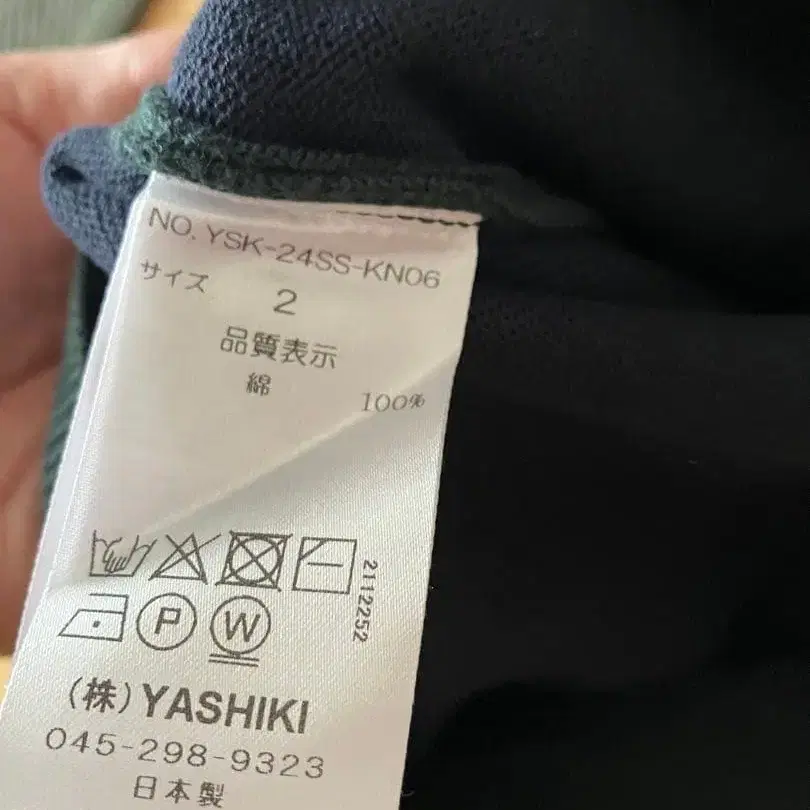 NO. YSK-24SS-KN06
サイズ 2
品質表示
綿 100%
2112252
P W
(株) YASHIKI
045-298-9323
日本製